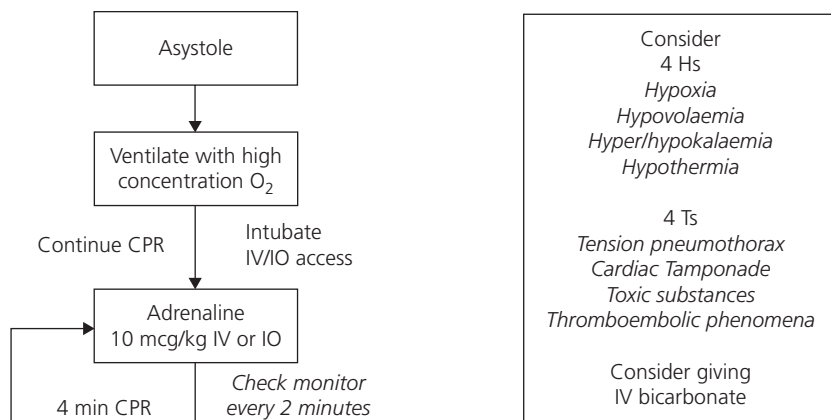 Asystole
Ventilate with high
concentration O₂
Continue CPR
Intubate
IV/IO access
Adrenaline
10 mcg/kg IV or IO
4 min CPR
Check monitor
every 2 minutes
Consider
4 Hs
Hypoxia
Hypovolaemia
Hyper/hypokalaemia
Hypothermia
4 Ts
Tension pneumothorax
Cardiac Tamponade
Toxic substances
Thromboembolic phenomena
Consider giving
IV bicarbonate